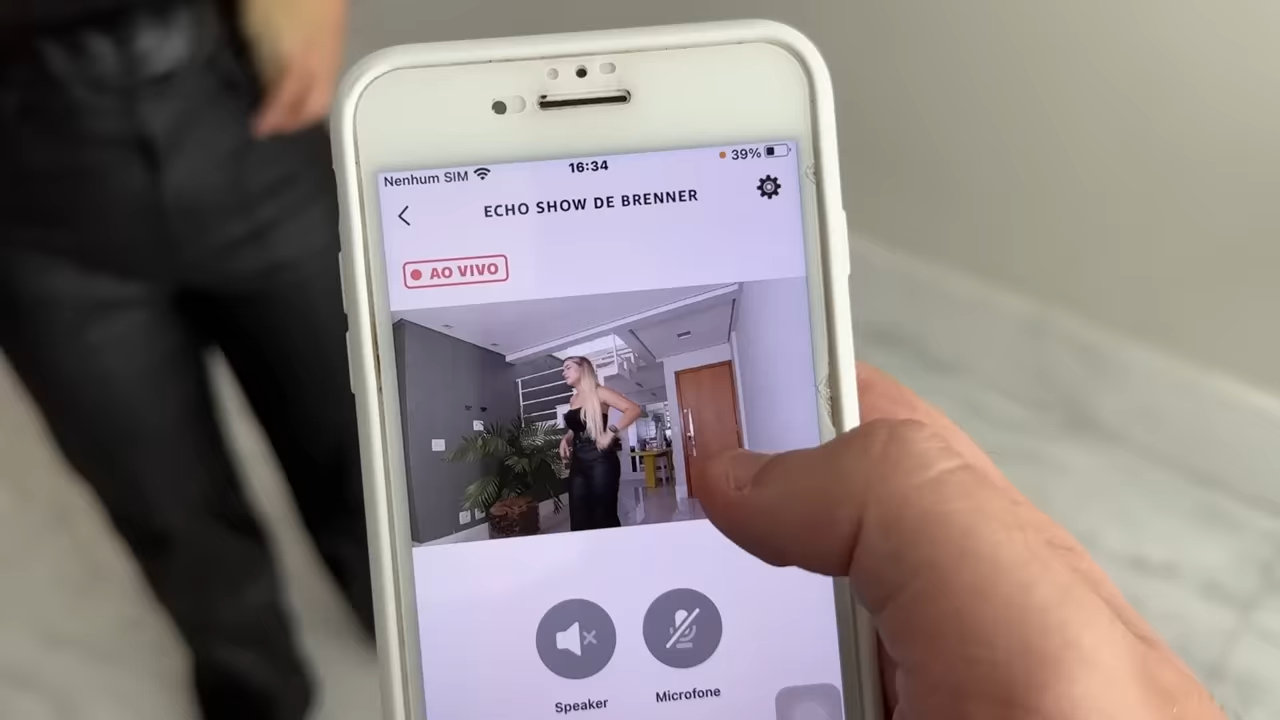 Nenhum SIM 16:34 39%
ECHO SHOW DE BRENNER
AO VIVO
Speaker Microfone